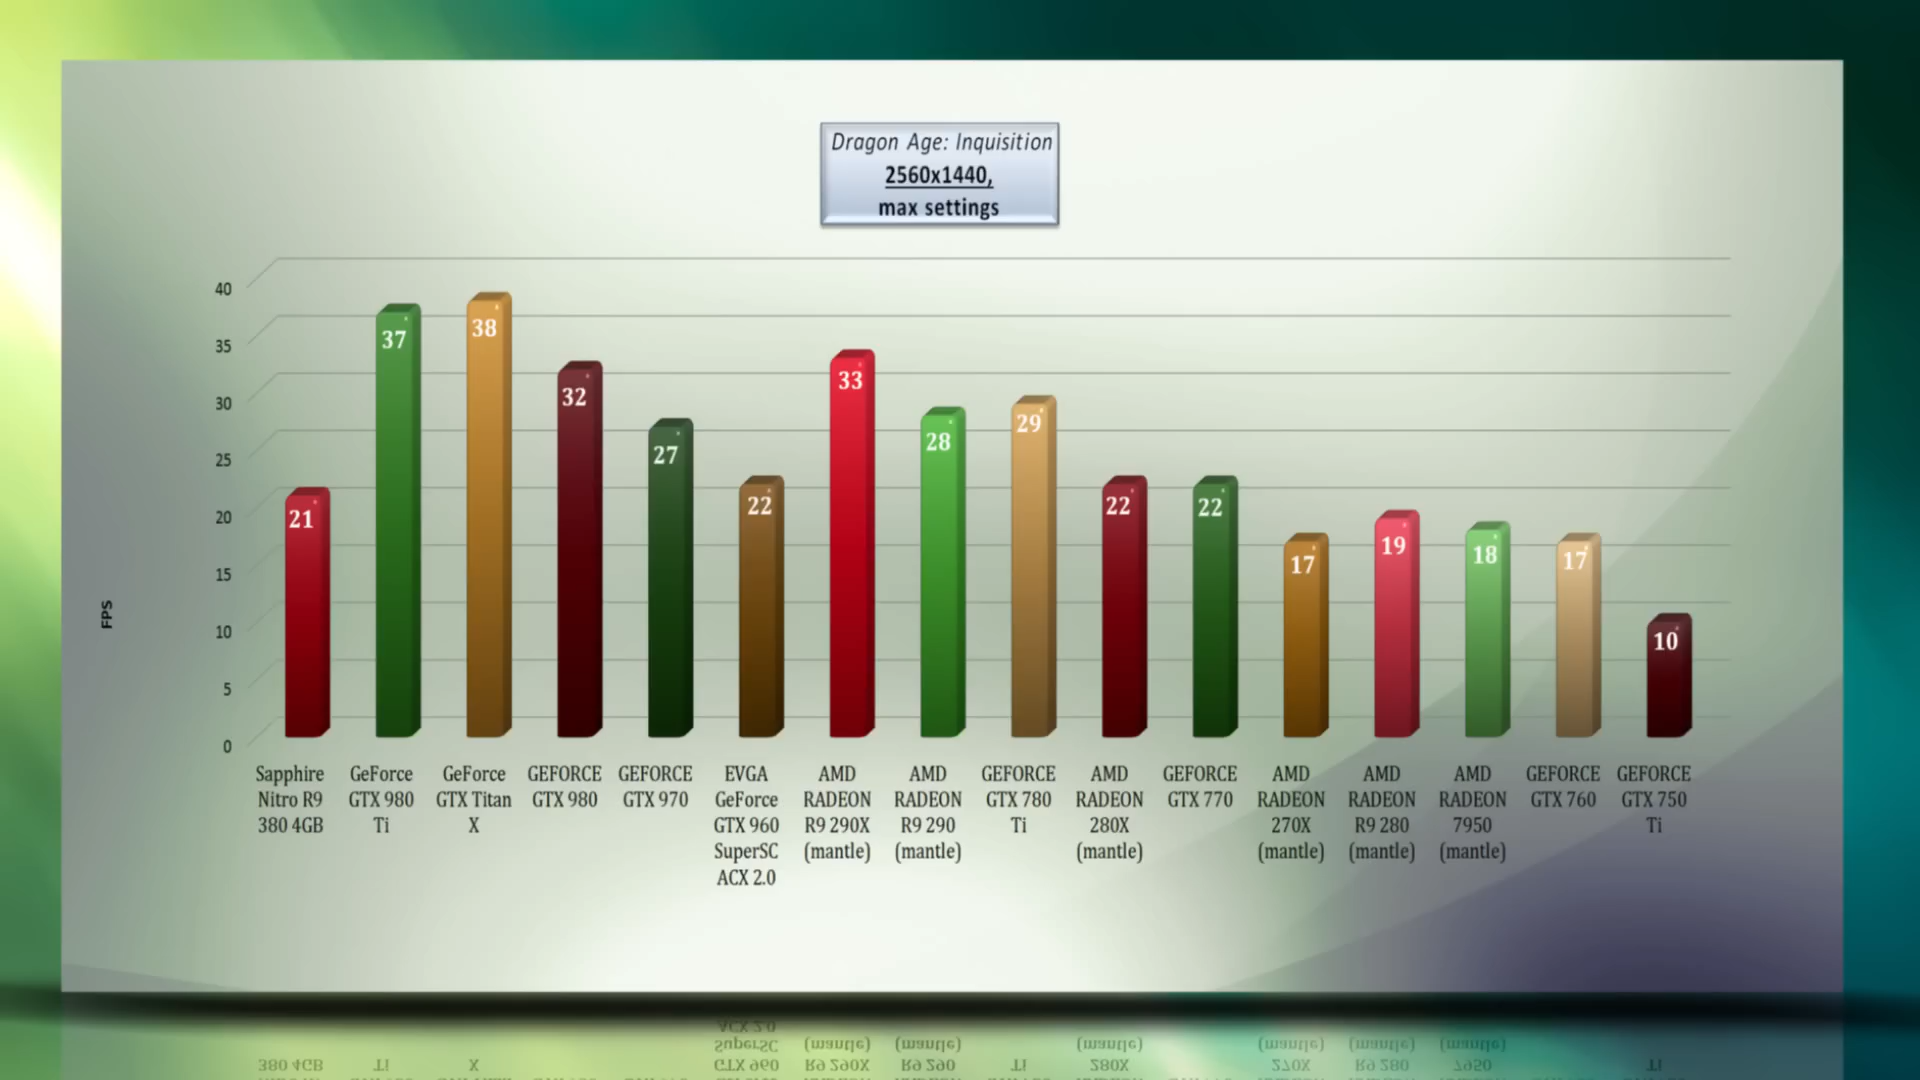 Dragon Age: Inquisition
2560x1440,
max settings
40
35
30
25
20
15
10
5
0
FPS
21
37
38
32
27
22
33
28
29
22
22
17
19
18
17
10
Sapphire
Nitro R9
380 4GB
GeForce
GTX 980
Ti
GeForce
GTX Titan
X
GEFORCE
GTX 980
GEFORCE
GTX 970
EVGA
GeForce
GTX 960
SuperSC
ACX 2.0
AMD
RADEON
R9 290X
(mantle)
AMD
RADEON
R9 290
(mantle)
GEFORCE
GTX 780
Ti
AMD
RADEON
280X
(mantle)
GEFORCE
GTX 770
AMD
RADEON
270X
(mantle)
AMD
RADEON
R9 280
(mantle)
AMD
RADEON
7950
(mantle)
GEFORCE
GTX 760
GEFORCE
GTX 750
Ti